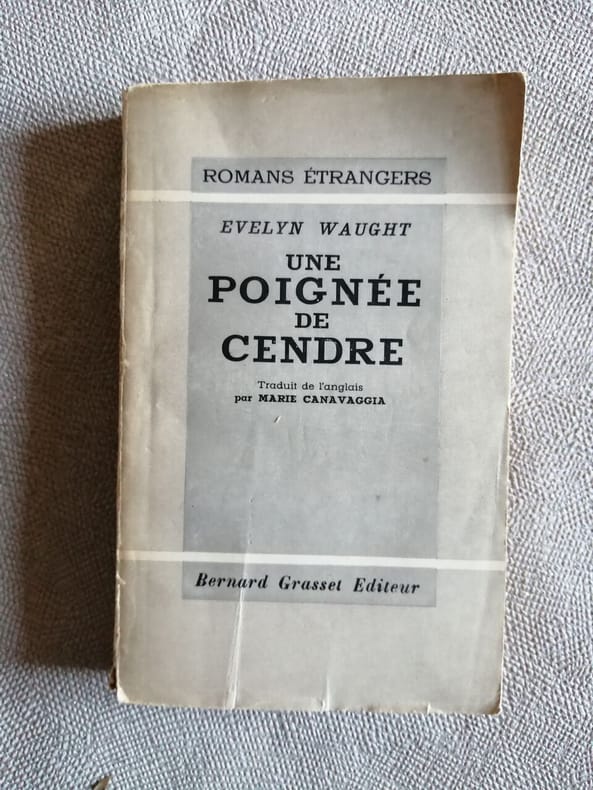 ROMANS ÉTRANGERS
EVELYN WAUGHT
UNE
POIGNÉE
DE
CENDRE
Traduit de l'anglais
par MARIE CANAVAGGIA
Bernard Grasset Editeur